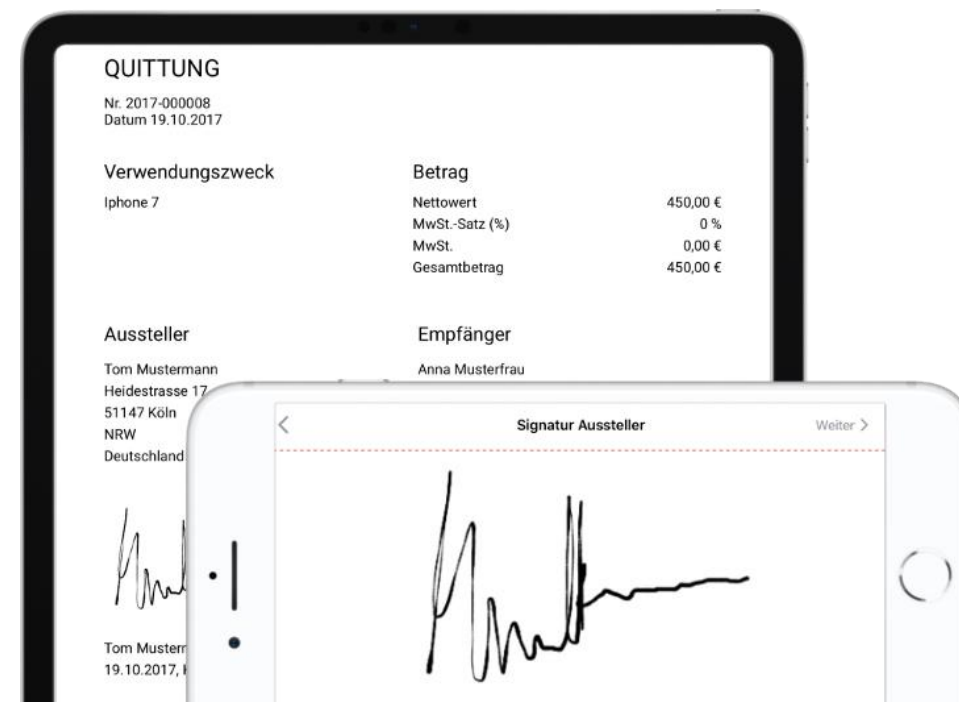 QUITTUNG
Nr. 2017-000008
Datum 19.10.2017
Verwendungszweck
Iphone 7
Betrag
Nettowert 450,00 €
MwSt.-Satz (%) 0 %
MwSt. 0,00 €
Gesamtbetrag 450,00 €
Aussteller
Tom Mustermann
Heidestrasse 17
51147 Köln
NRW
Deutschland
Empfänger
Anna Musterfrau
Tom Muster
19.10.2017,
Signatur Aussteller
Weiter